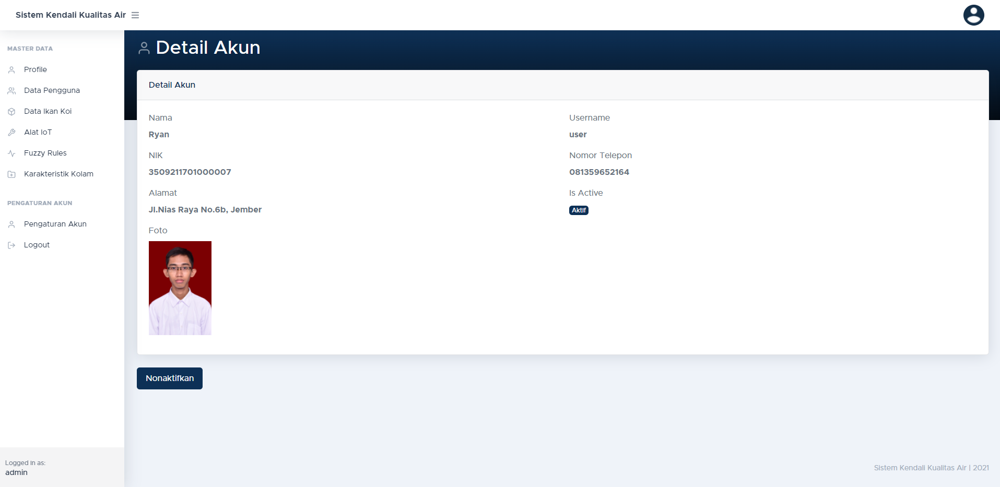 Sistem Kendali Kualitas Air
MASTER DATA
Profile
Data Pengguna
Data Ikan Koi
Alat IoT
Fuzzy Rules
Karakteristik Kolam
PENGATURAN AKUN
Pengaturan Akun
Logout
Logged in as:
admin
Detail Akun
Detail Akun
Nama
Ryan
Username
user
NIK
3509211701000007
Nomor Telepon
081359652164
Alamat
Jl.Nias Raya No.6b, Jember
Is Active
Aktif
Foto
Nonaktifkan
Sistem Kendali Kualitas Air | 2021